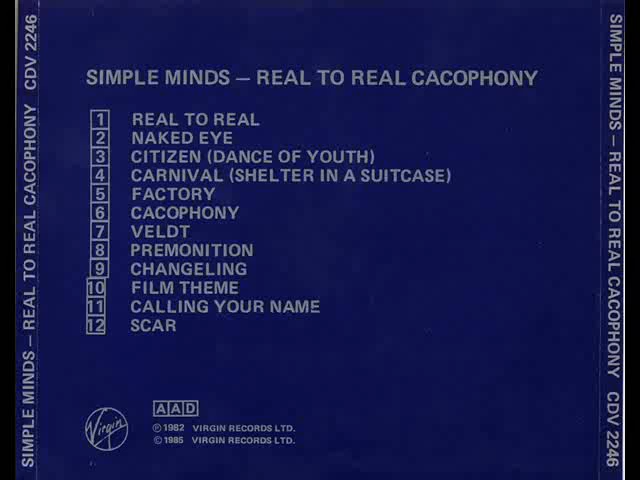 SIMPLE MINDS – REAL TO REAL CACOPHONY CDV 2246
SIMPLE MINDS – REAL TO REAL CACOPHONY
1 REAL TO REAL
2 NAKED EYE
3 CITIZEN (DANCE OF YOUTH)
4 CARNIVAL (SHELTER IN A SUITCASE)
5 FACTORY
6 CACOPHONY
7 VELDT
8 PREMONITION
9 CHANGELING
10 FILM THEME
11 CALLING YOUR NAME
12 SCAR
Virgin
AAD
℗ 1982 VIRGIN RECORDS LTD.
© 1985 VIRGIN RECORDS LTD.
SIMPLE MINDS – REAL TO REAL CACOPHONY CDV 2246